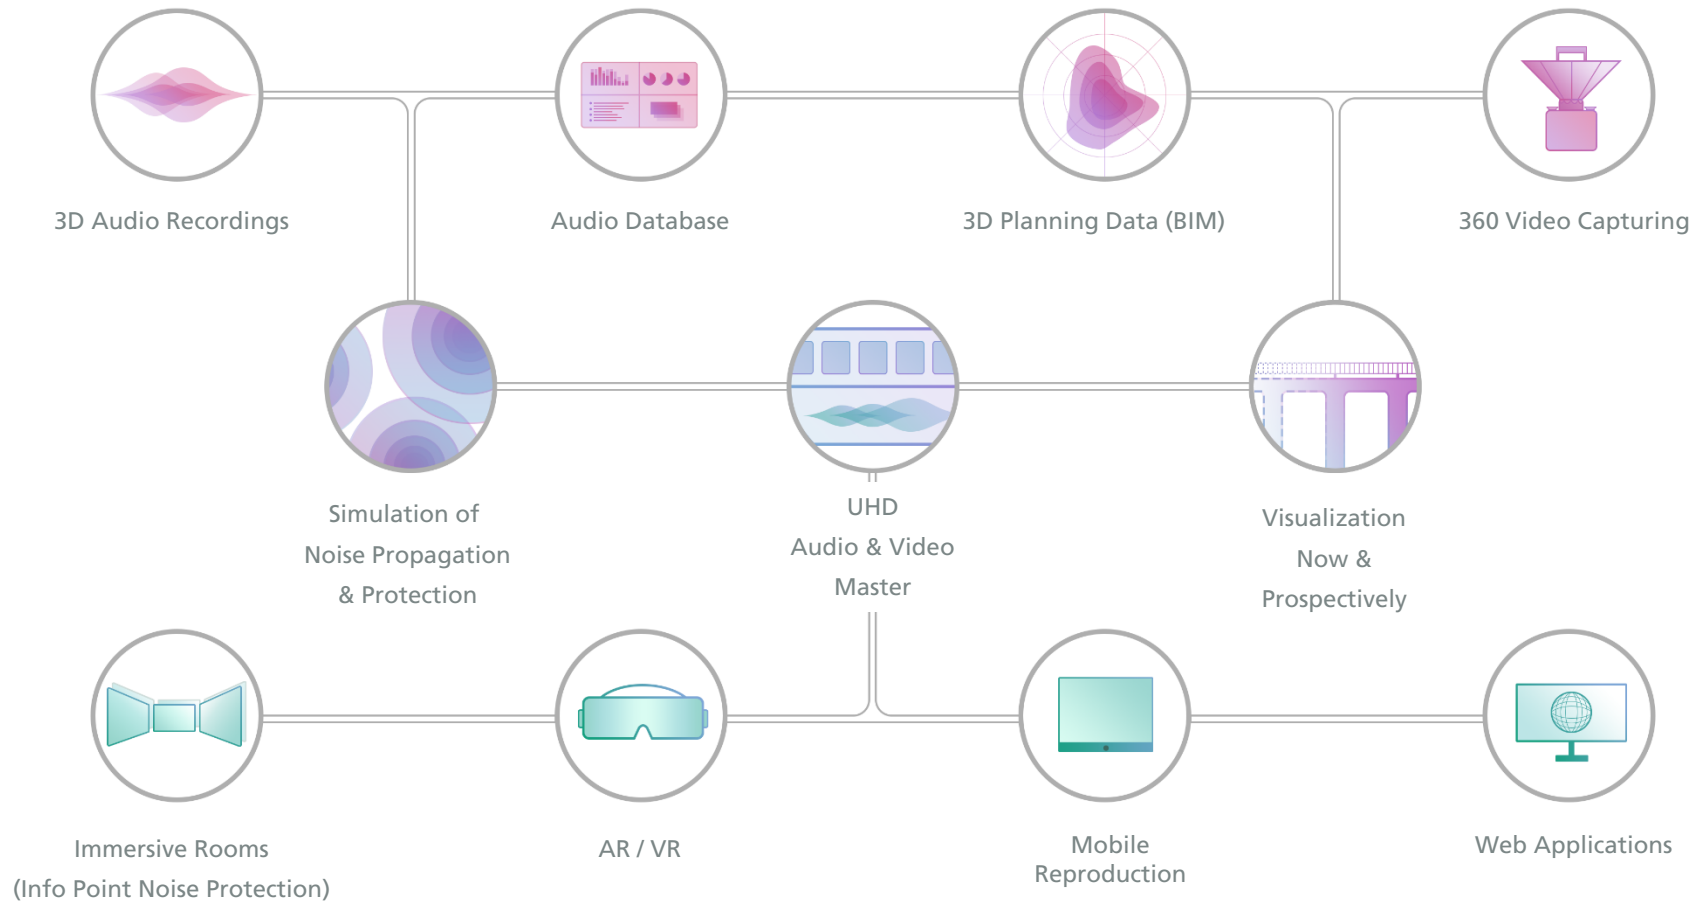 3D Audio Recordings
Audio Database
3D Planning Data (BIM)
360 Video Capturing
Simulation of
Noise Propagation
& Protection
UHD
Audio & Video
Master
Visualization
Now &
Prospectively
Immersive Rooms
(Info Point Noise Protection)
AR / VR
Mobile
Reproduction
Web Applications